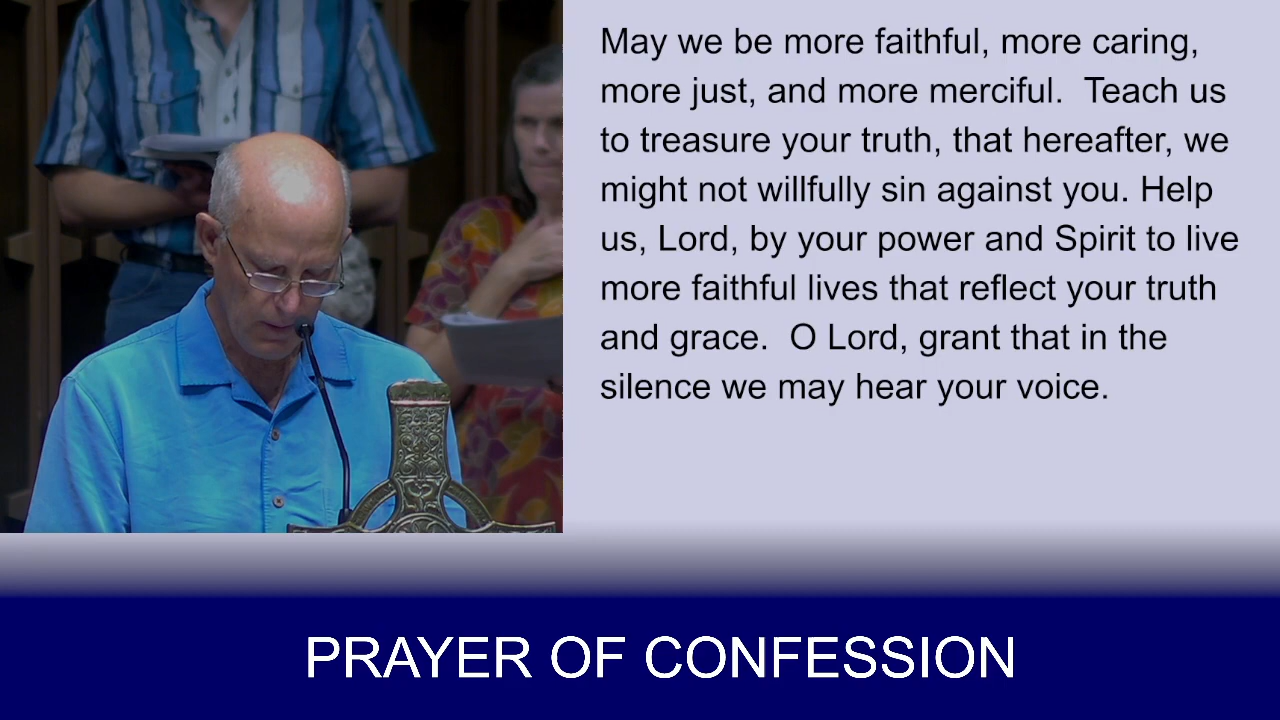 May we be more faithful, more caring,
more just, and more merciful.  Teach us
to treasure your truth, that hereafter, we
might not willfully sin against you. Help
us, Lord, by your power and Spirit to live
more faithful lives that reflect your truth
and grace.  O Lord, grant that in the
silence we may hear your voice.
PRAYER OF CONFESSION